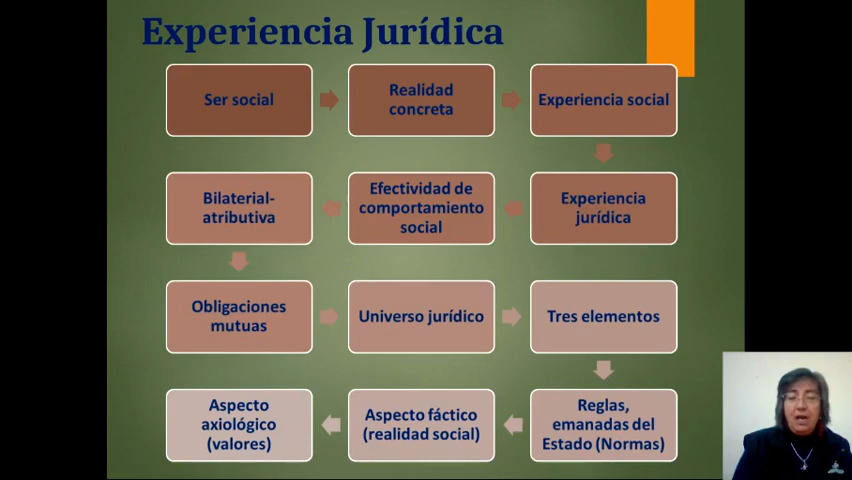 Experiencia Jurídica
Ser social
Realidad
concreta
Experiencia social
Experiencia
jurídica
Efectividad de
comportamiento
social
Bilaterial-
atributiva
Obligaciones
mutuas
Universo jurídico
Tres elementos
Reglas,
emanadas del
Estado (Normas)
Aspecto fáctico
(realidad social)
Aspecto
axiológico
(valores)